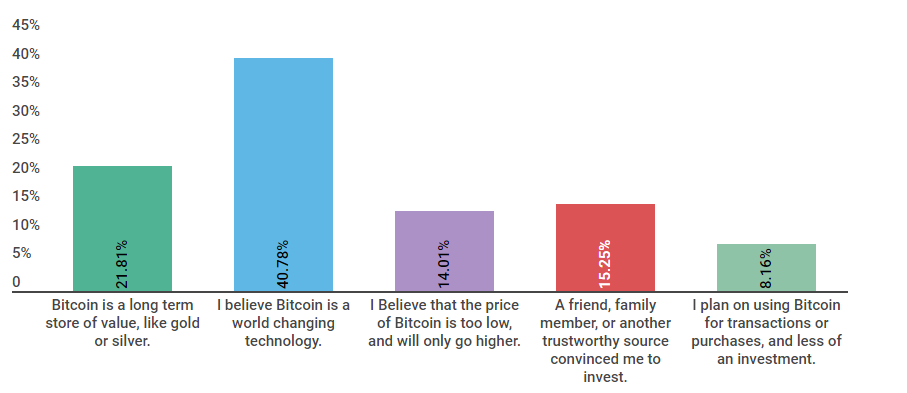 45%
40%
35%
30%
25%
20%
15%
10%
5%
0
21.81%
40.78%
14.01%
15.25%
8.16%
Bitcoin is a long term
store of value, like gold
or silver.
I believe Bitcoin is a
world changing
technology.
I Believe that the price
of Bitcoin is too low,
and will only go higher.
A friend, family
member, or another
trustworthy source
convinced me to
invest.
I plan on using Bitcoin
for transactions or
purchases, and less of
an investment.